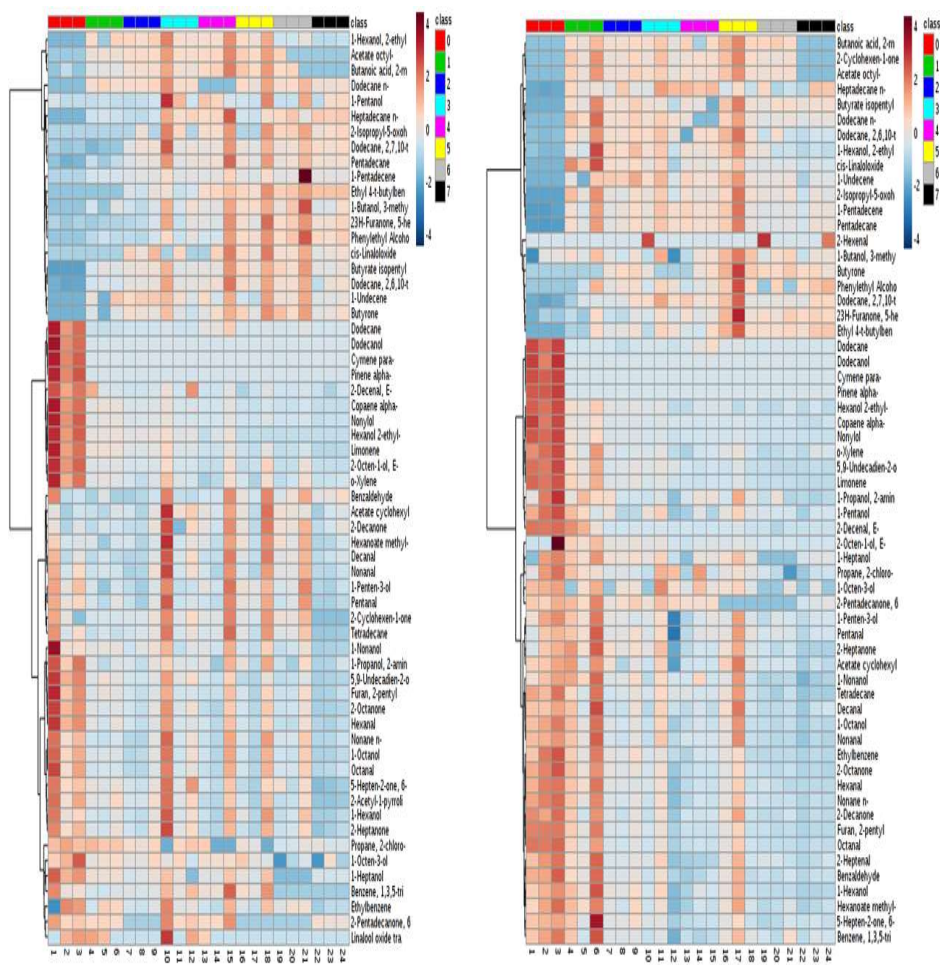 class
1-Hexanol, 2-ethyl
Acetate octyl-
Butanoic acid, 2-m
Dodecane n-
1-Pentanol
Heptadecane n-
2-Isopropyl-5-oxoh
Dodecane, 2,7,10-t
Pentadecane
1-Pentadecene
Ethyl 4-t-butylben
1-Butanol, 3-methy
23H-Furanone, 5-he
Phenylethyl Alcoho
cis-Linaloloxide
Butyrate isopentyl
Dodecane, 2,6,10-t
1-Undecene
Butyrone
Dodecane
Dodecanol
Cymene para-
Pinene alpha-
2-Decenal, E-
Copaene alpha-
Nonylol
Hexanol 2-ethyl-
Limonene
2-Octen-1-ol, E-
o-Xylene
Benzaldehyde
Acetate cyclohexyl
2-Decanone
Hexanoate methyl-
Decanal
Nonanal
1-Penten-3-ol
Pentanal
2-Cyclohexen-1-one
Tetradecane
1-Nonanol
1-Propanol, 2-amin
5,9-Undecadien-2-o
Furan, 2-pentyl
2-Octanone
Hexanal
Nonane n-
1-Octanol
Octanal
5-Hepten-2-one, 6-
2-Acetyl-1-pyrroli
1-Hexanol
2-Heptanone
Propane, 2-chloro-
1-Octen-3-ol
1-Heptanol
Benzene, 1,3,5-tri
Ethylbenzene
2-Pentadecanone, 6
Linalool oxide tra
1 2 3 4 5 6 7 8 9 10 11 12 13 14 15 16 17 18 19 20 21 22 23 24
4
2
0
-2
-4
class
0
1
2
3
4
5
6
7
class
Butanoic acid, 2-m
2-Cyclohexen-1-one
Acetate octyl-
Heptadecane n-
Butyrate isopentyl
Dodecane n-
Dodecane, 2,6,10-t
1-Hexanol, 2-ethyl
cis-Linaloloxide
1-Undecene
2-Isopropyl-5-oxoh
1-Pentadecene
Pentadecane
2-Hexenal
1-Butanol, 3-methy
Butyrone
Phenylethyl Alcoho
Dodecane, 2,7,10-t
23H-Furanone, 5-he
Ethyl 4-t-butylben
Dodecane
Dodecanol
Cymene para-
Pinene alpha-
Hexanol 2-ethyl-
Copaene alpha-
Nonylol
o-Xylene
5,9-Undecadien-2-o
Limonene
1-Propanol, 2-amin
1-Pentanol
2-Decenal, E-
2-Octen-1-ol, E-
1-Heptanol
Propane, 2-chloro-
1-Octen-3-ol
2-Pentadecanone, 6
1-Penten-3-ol
Pentanal
2-Heptanone
Acetate cyclohexyl
1-Nonanol
Tetradecane
Decanal
1-Octanol
Nonanal
Ethylbenzene
2-Octanone
Hexanal
Nonane n-
2-Decanone
Furan, 2-pentyl
Octanal
2-Heptenal
Benzaldehyde
1-Hexanol
Hexanoate methyl-
5-Hepten-2-one, 6-
Benzene, 1,3,5-tri
1 2 3 4 5 6 7 8 9 10 11 12 13 14 15 16 17 18 19 20 21 22 23 24
4
2
0
-2
-4
class
0
1
2
3
4
5
6
7